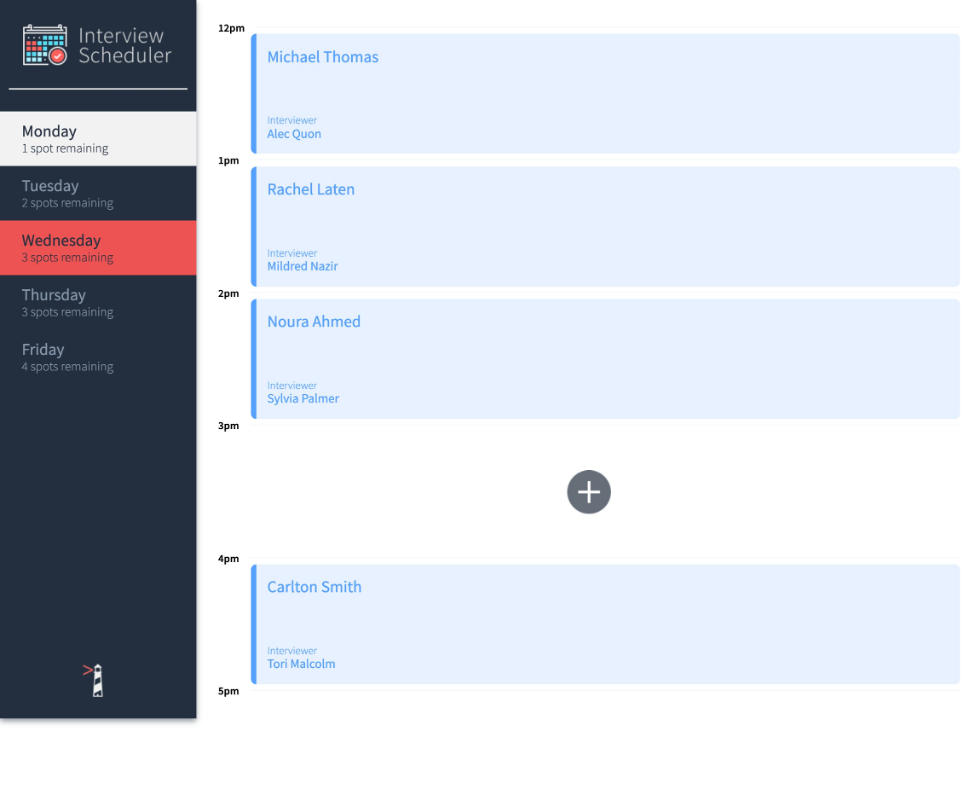 Interview
Scheduler
Monday
1 spot remaining
Tuesday
2 spots remaining
Wednesday
3 spots remaining
Thursday
3 spots remaining
Friday
4 spots remaining
12pm
Michael Thomas
Interviewer
Alec Quon
1pm
Rachel Laten
Interviewer
Mildred Nazir
2pm
Noura Ahmed
Interviewer
Sylvia Palmer
3pm
4pm
Carlton Smith
Interviewer
Tori Malcolm
5pm